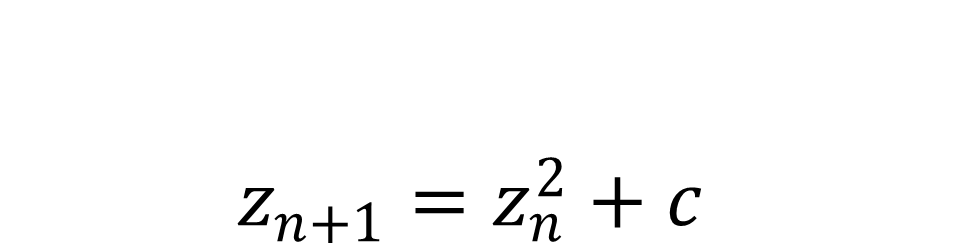 $z_{n+1} = z_n^2 + c$